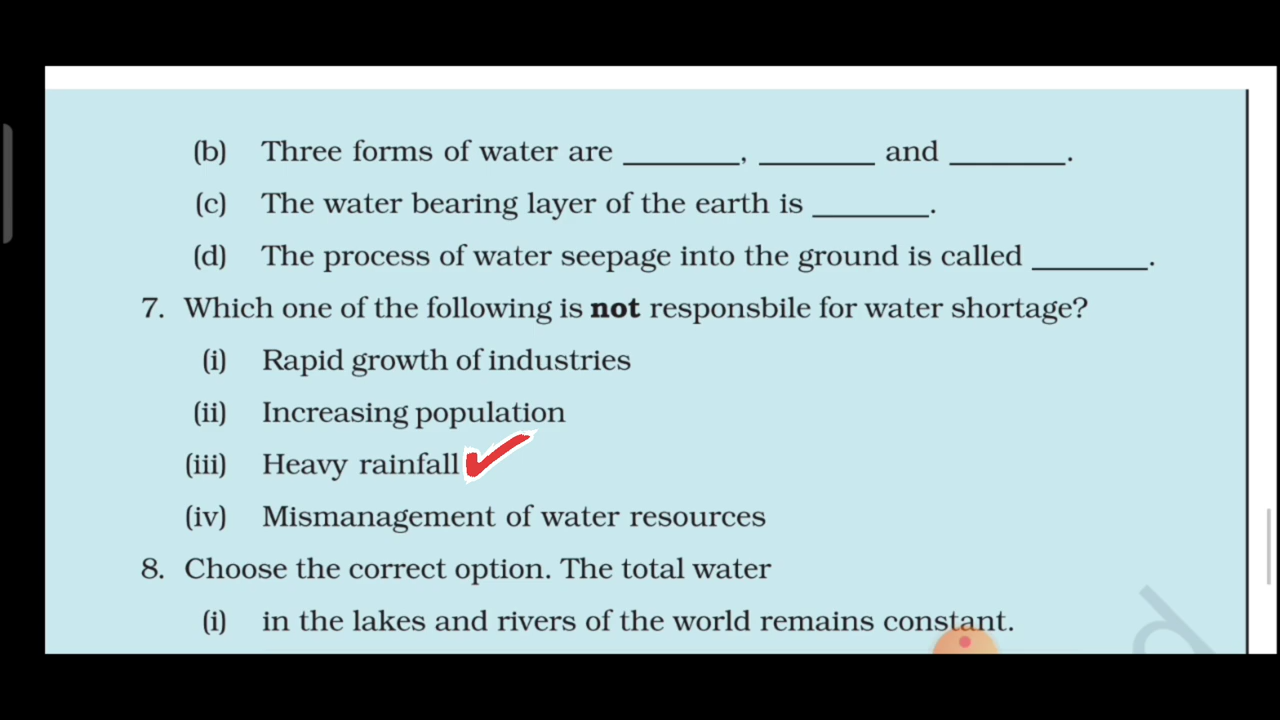 (b) Three forms of water are ________, ________ and ________.
(c) The water bearing layer of the earth is ________.
(d) The process of water seepage into the ground is called ________.
7. Which one of the following is not responsbile for water shortage?
(i) Rapid growth of industries
(ii) Increasing population
(iii) Heavy rainfall
(iv) Mismanagement of water resources
8. Choose the correct option. The total water
(i) in the lakes and rivers of the world remains constant.